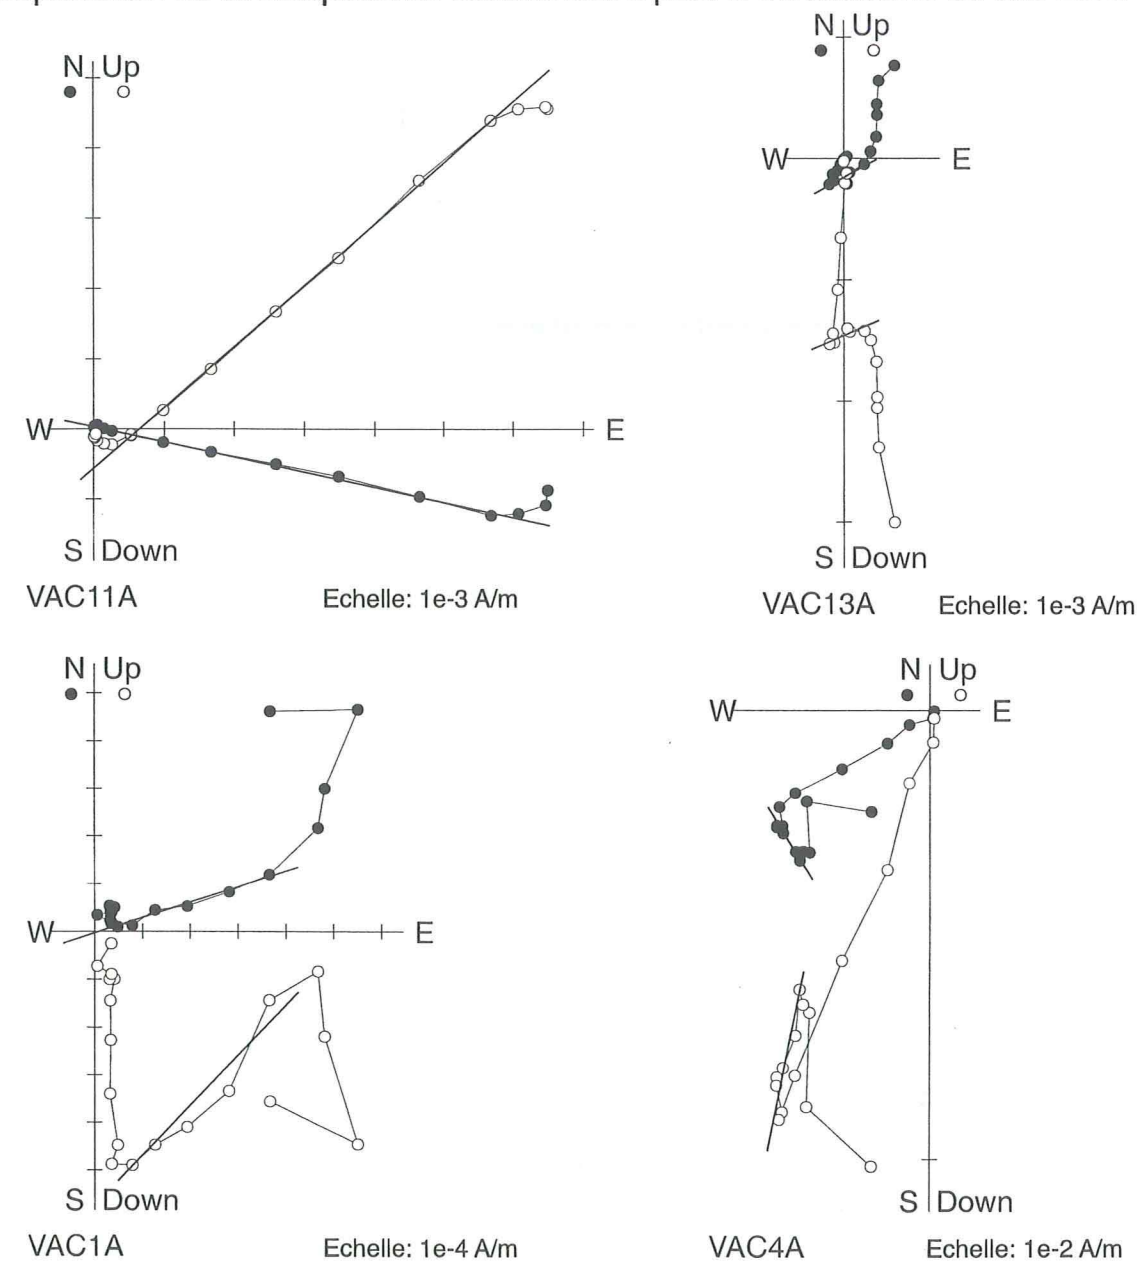 N Up
W E
S Down
VAC11A Echelle: 1e-3 A/m
N Up
W E
S Down
VAC13A Echelle: 1e-3 A/m
N Up
W E
S Down
VAC1A Echelle: 1e-4 A/m
N Up
W E
S Down
VAC4A Echelle: 1e-2 A/m